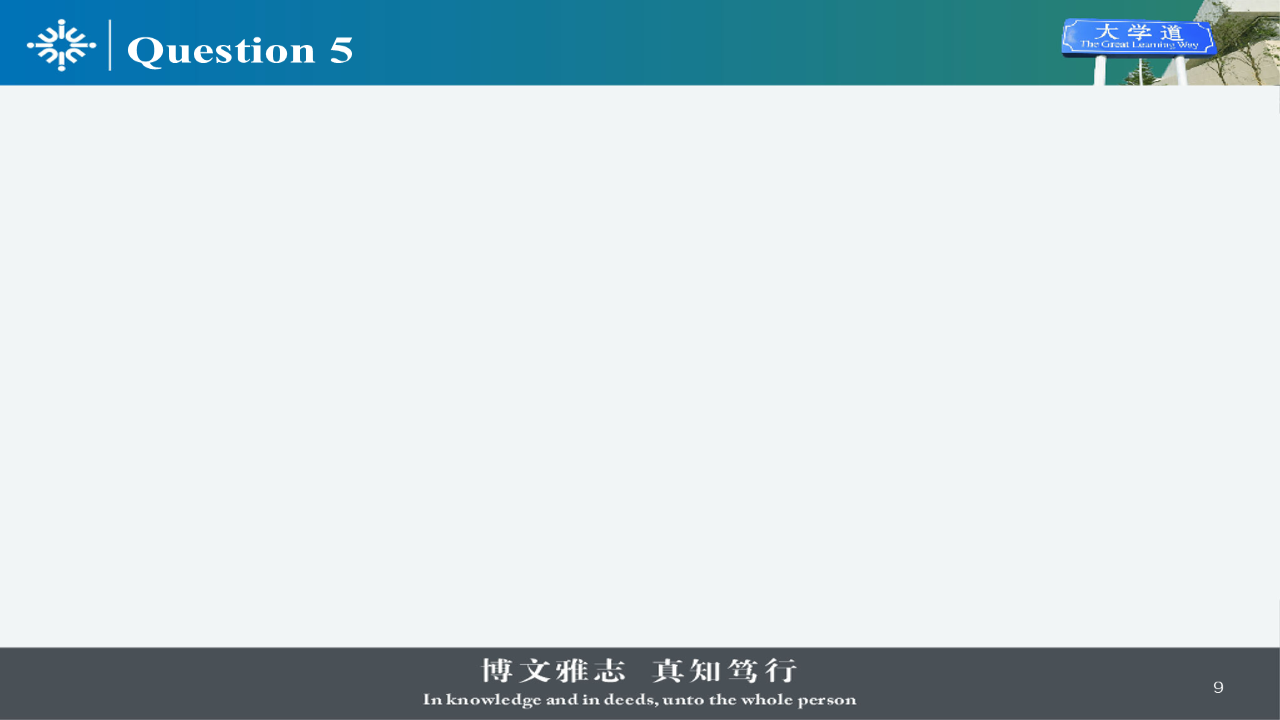 Question 5
大学道
The Great Learning Way
博文雅志 真知笃行
In knowledge and in deeds, unto the whole person
9